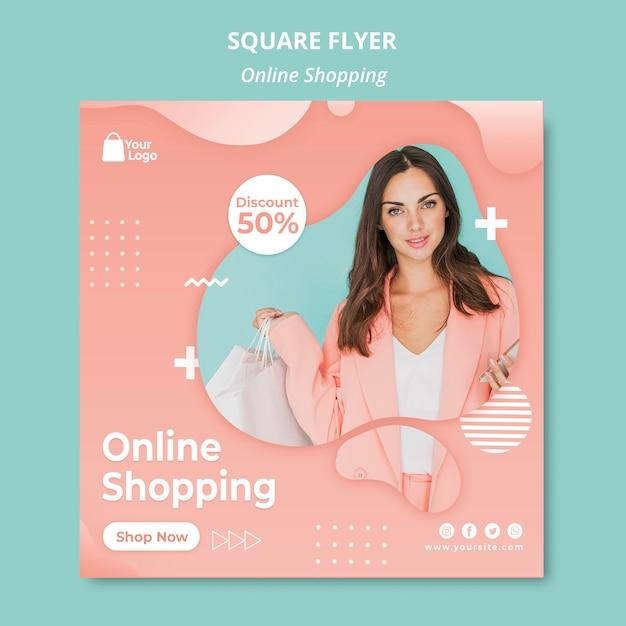 SQUARE FLYER
Online Shopping
Your
Logo
Discount
50%
Online
Shopping
Shop Now
www.yoursite.com